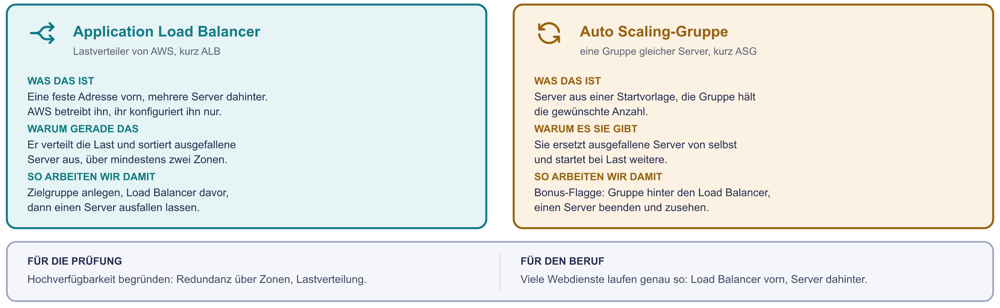 Application Load Balancer
Lastverteiler von AWS, kurz ALB
WAS DAS IST
Eine feste Adresse vorn, mehrere Server dahinter.
AWS betreibt ihn, ihr konfiguriert ihn nur.
WARUM GERADE DAS
Er verteilt die Last und sortiert ausgefallene
Server aus, über mindestens zwei Zonen.
SO ARBEITEN WIR DAMIT
Zielgruppe anlegen, Load Balancer davor,
dann einen Server ausfallen lassen.
Auto Scaling-Gruppe
eine Gruppe gleicher Server, kurz ASG
WAS DAS IST
Server aus einer Startvorlage, die Gruppe hält
die gewünschte Anzahl.
WARUM ES SIE GIBT
Sie ersetzt ausgefallene Server von selbst
und startet bei Last weitere.
SO ARBEITEN WIR DAMIT
Bonus-Flagge: Gruppe hinter den Load Balancer,
einen Server beenden und zusehen.
FÜR DIE PRÜFUNG
Hochverfügbarkeit begründen: Redundanz über Zonen, Lastverteilung.
FÜR DEN BERUF
Viele Webdienste laufen genau so: Load Balancer vorn, Server dahinter.